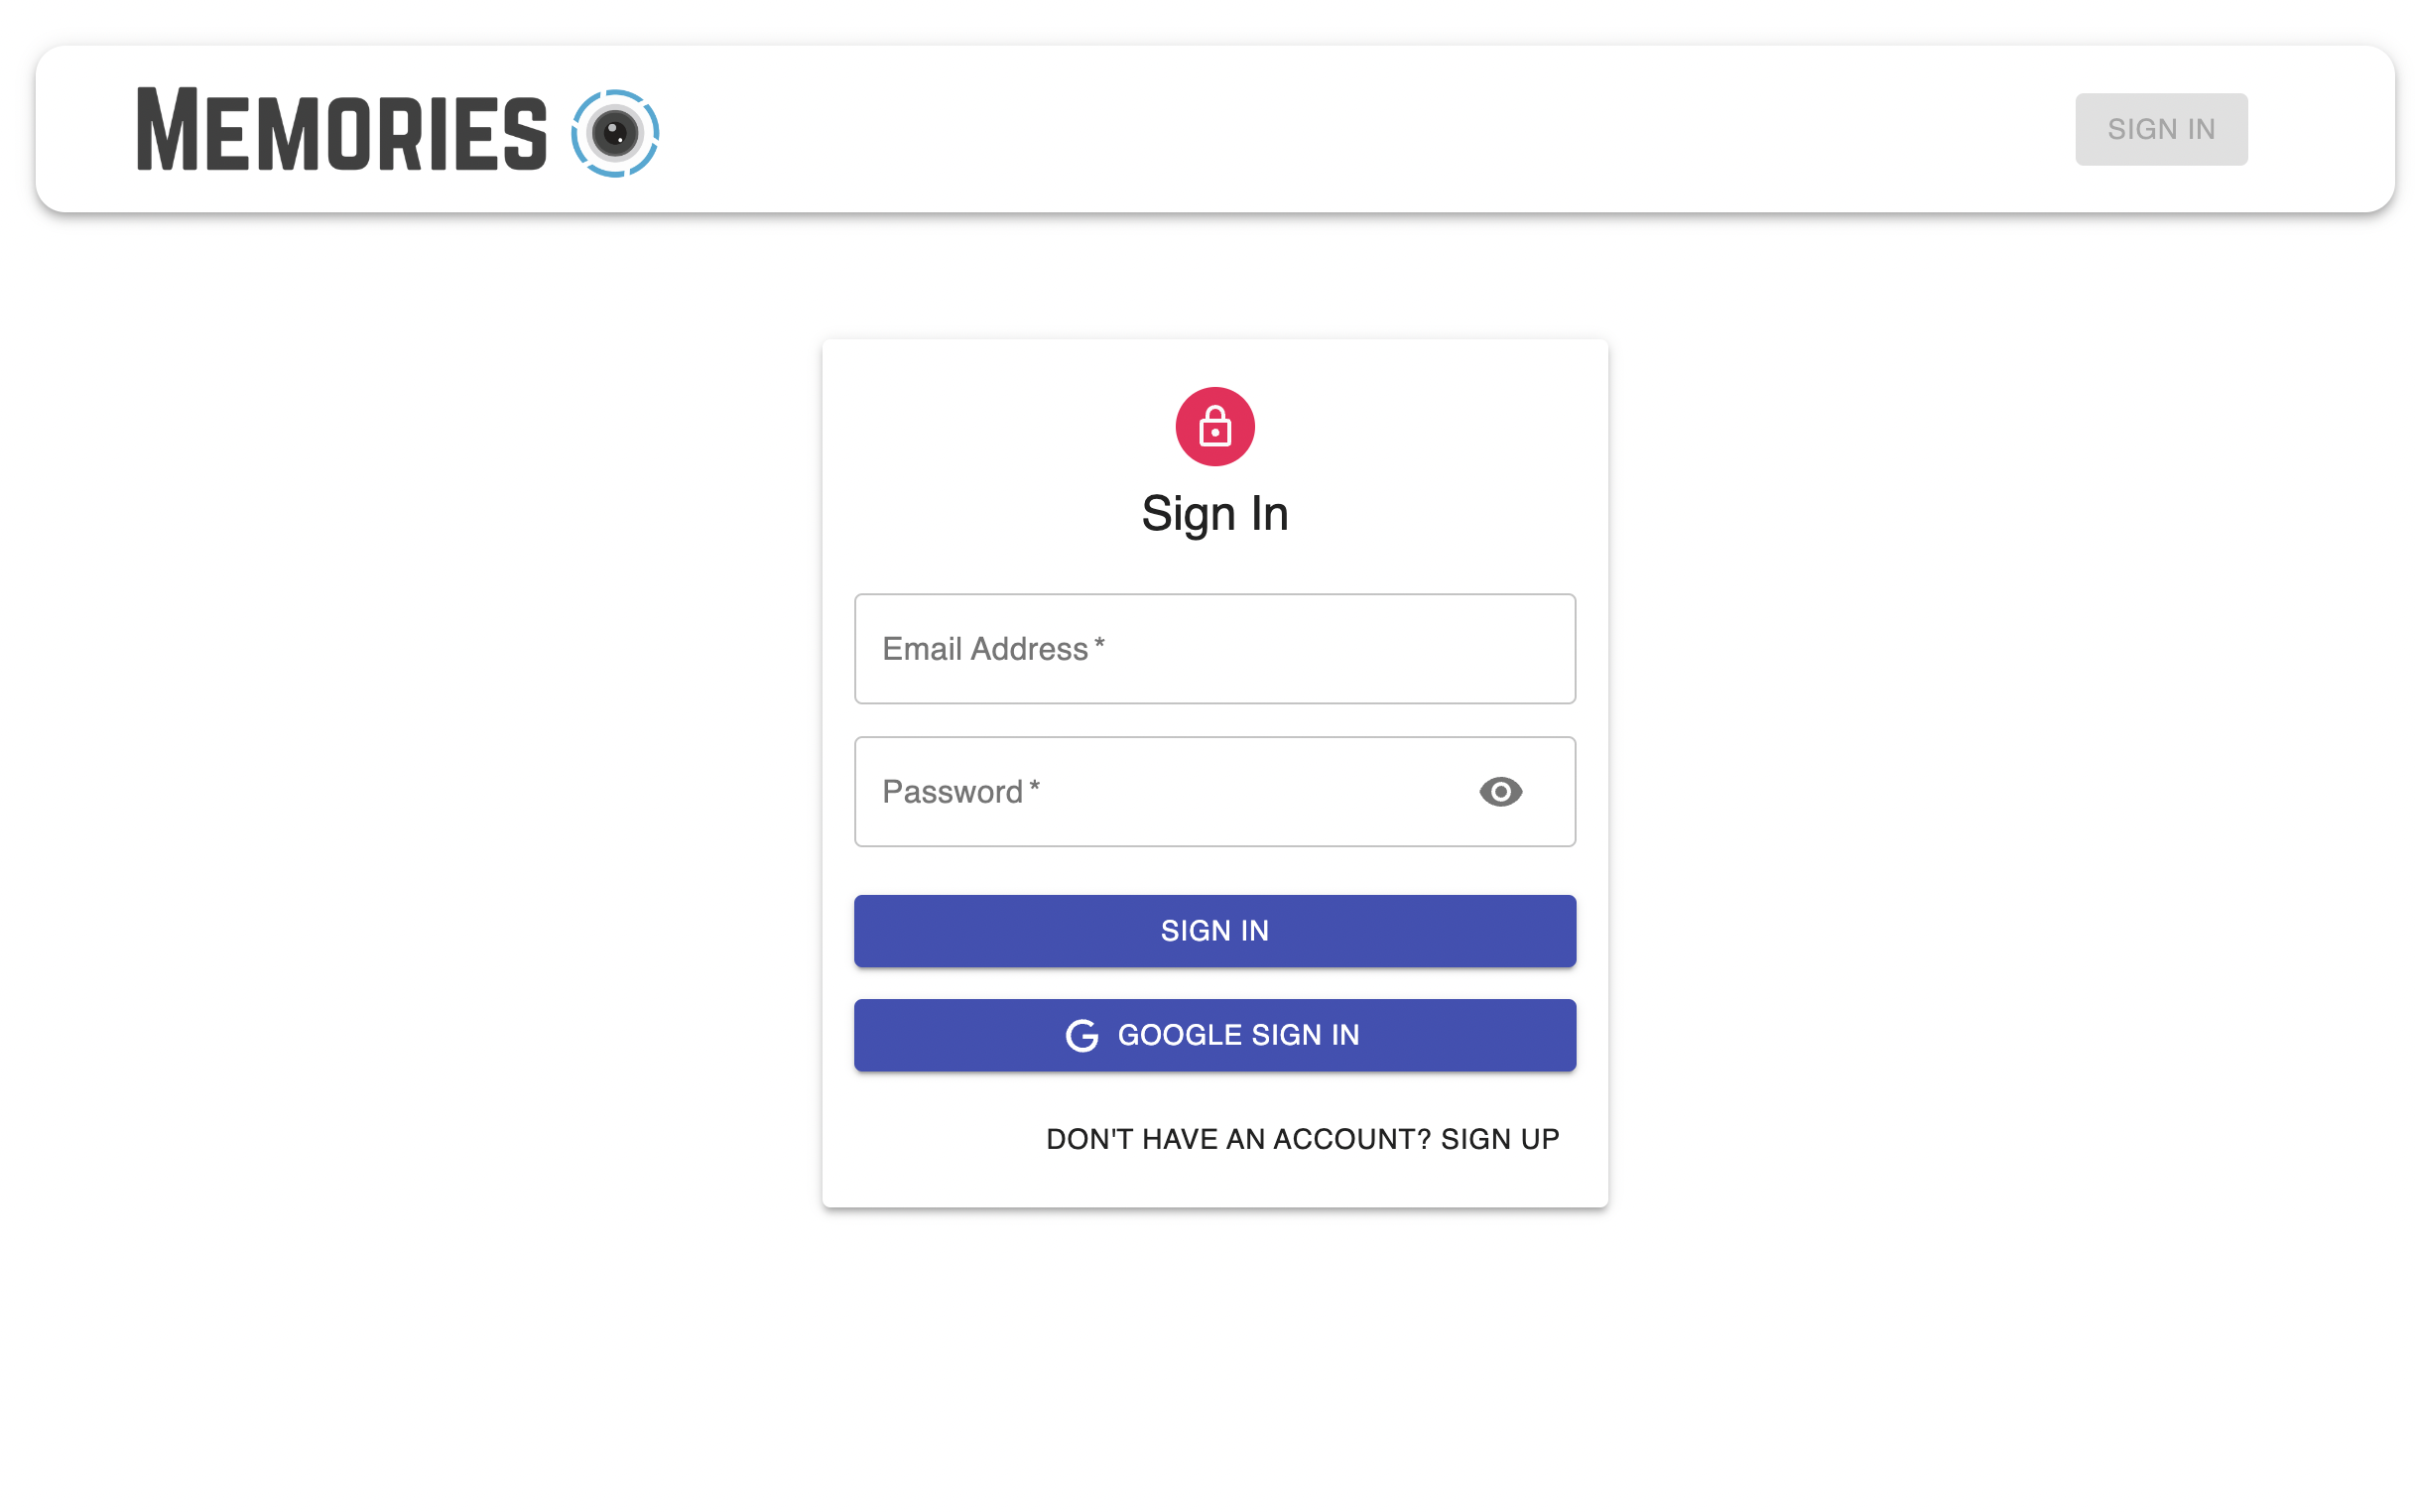 MEMORIES
SIGN IN
Sign In
Email Address *
Password *
SIGN IN
G GOOGLE SIGN IN
DON'T HAVE AN ACCOUNT? SIGN UP